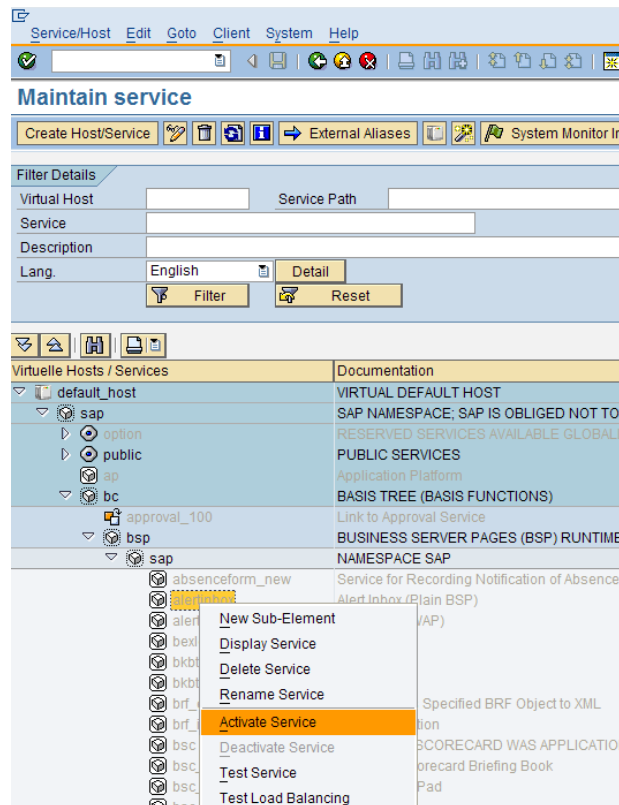 Service/Host Edit Goto Client System Help
Maintain service
Create Host/Service External Aliases System Monitor
Filter Details
Virtual Host Service Path
Service
Description
Lang. English Detail
Filter Reset
Virtuelle Hosts / Services Documentation
default_host VIRTUAL DEFAULT HOST
sap SAP NAMESPACE; SAP IS OBLIGED NOT TO
option RESERVED SERVICES AVAILABLE GLOBAL
public PUBLIC SERVICES
ap Application Platform
bc BASIS TREE (BASIS FUNCTIONS)
approval_100 Link to Approval Service
bsp BUSINESS SERVER PAGES (BSP) RUNTIME
sap NAMESPACE SAP
absenceform_new Service for Recording Notification of Absence
alertinbox Alert Inbox (Plain BSP)
New Sub-Element
Display Service
Delete Service
Rename Service
Specified BRF Object to XML
Activate Service
Deactivate Service SCORECARD WAS APPLICATIO
bsc
Test Service orecard Briefing Book
Test Load Balancing Pad